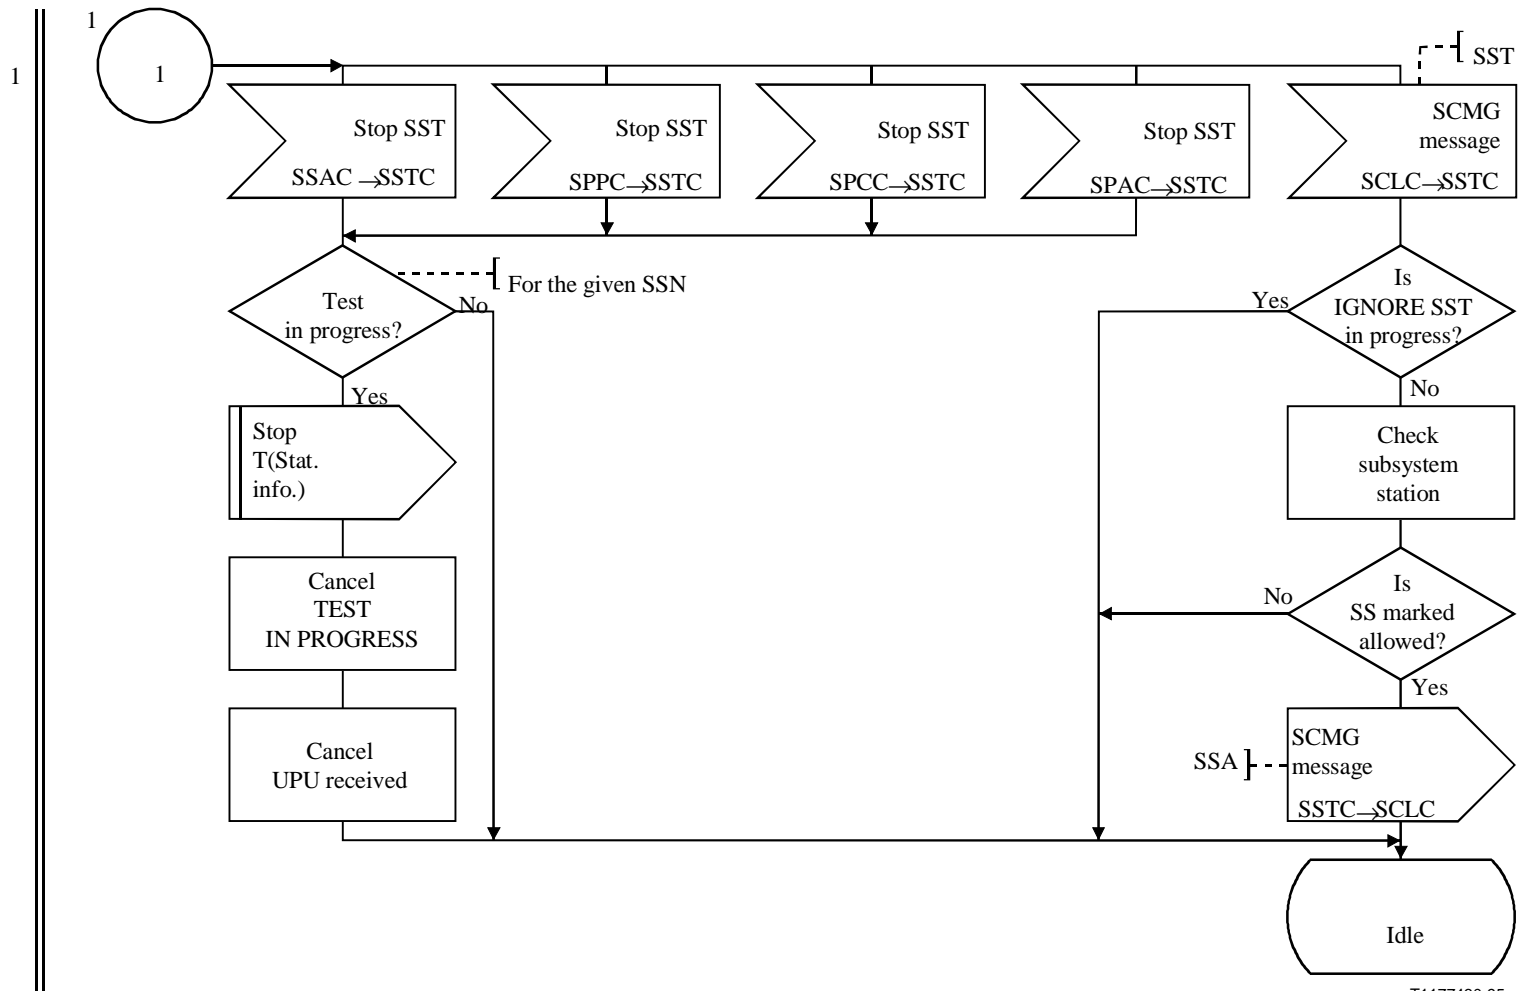 1
1
1
SST
Stop SST
SSAC →SSTC
Stop SST
SPPC→SSTC
Stop SST
SPCC→SSTC
Stop SST
SPAC→SSTC
SCMG
message
SCLC→SSTC
For the given SSN
Test
in progress?
No
Yes
Is
IGNORE SST
in progress?
Yes
No
Stop
T(Stat.
info.)
Check
subsystem
station
Cancel
TEST
IN PROGRESS
Is
SS marked
allowed?
No
Yes
Cancel
UPU received
SSA
SCMG
message
SSTC→SCLC
Idle